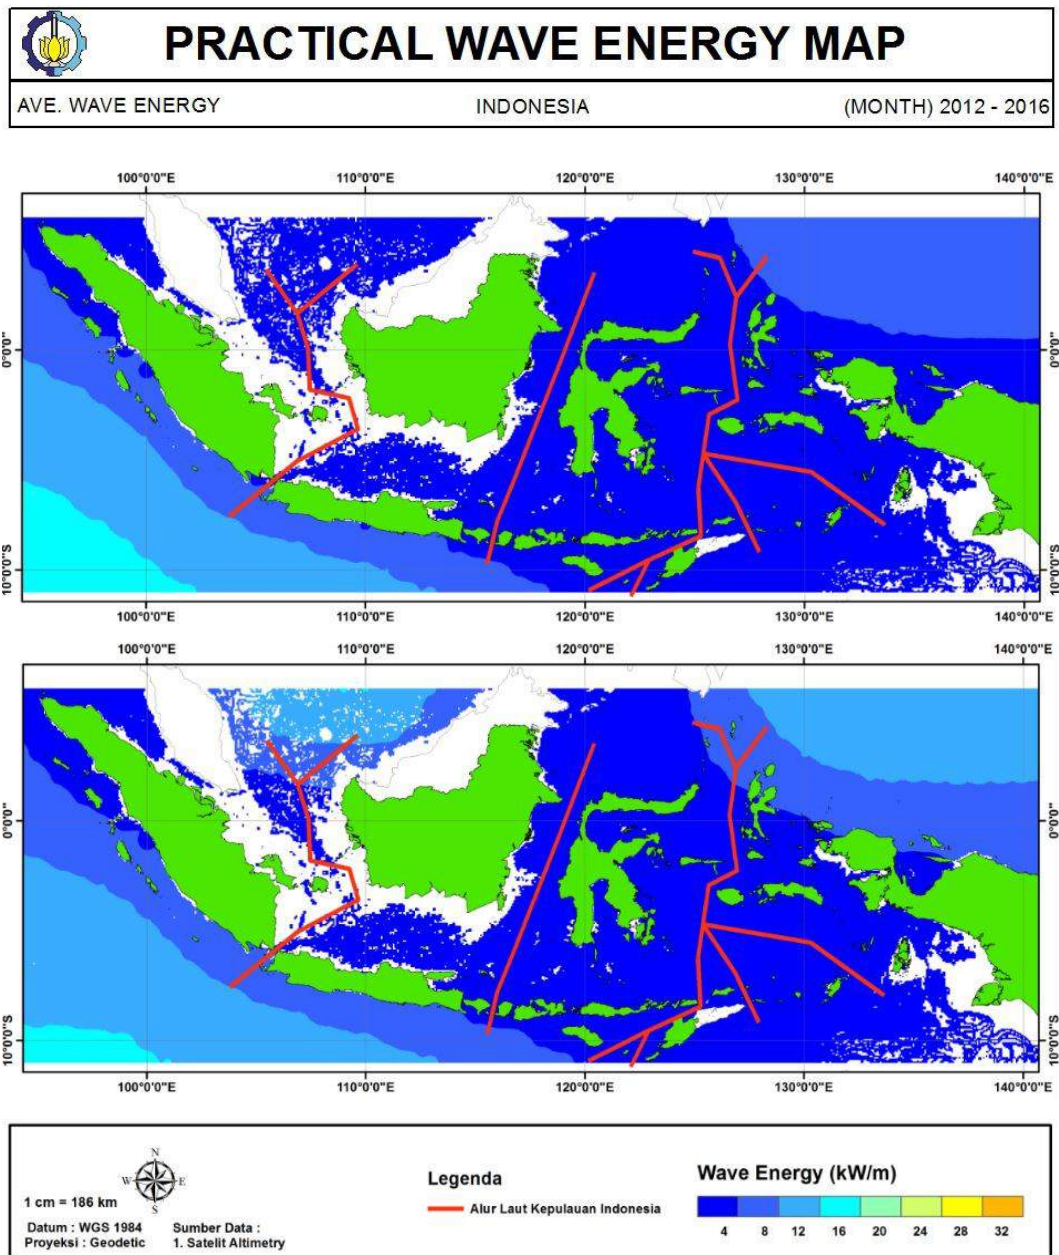 PRACTICAL WAVE ENERGY MAP
AVE. WAVE ENERGY INDONESIA (MONTH) 2012 - 2016
100°0'0"E 110°0'0"E 120°0'0"E 130°0'0"E 140°0'0"E
0°0'0"
0°0'0"
10°0'0"S
10°0'0"S
100°0'0"E 110°0'0"E 120°0'0"E 130°0'0"E 140°0'0"E
100°0'0"E 110°0'0"E 120°0'0"E 130°0'0"E 140°0'0"E
0°0'0"
0°0'0"
10°0'0"S
10°0'0"S
100°0'0"E 110°0'0"E 120°0'0"E 130°0'0"E 140°0'0"E
N
W E
S
1 cm = 186 km
Datum : WGS 1984
Proyeksi : Geodetic
Sumber Data :
1. Satelit Altimetry
Legenda
Alur Laut Kepulauan Indonesia
Wave Energy (kW/m)
4 8 12 16 20 24 28 32